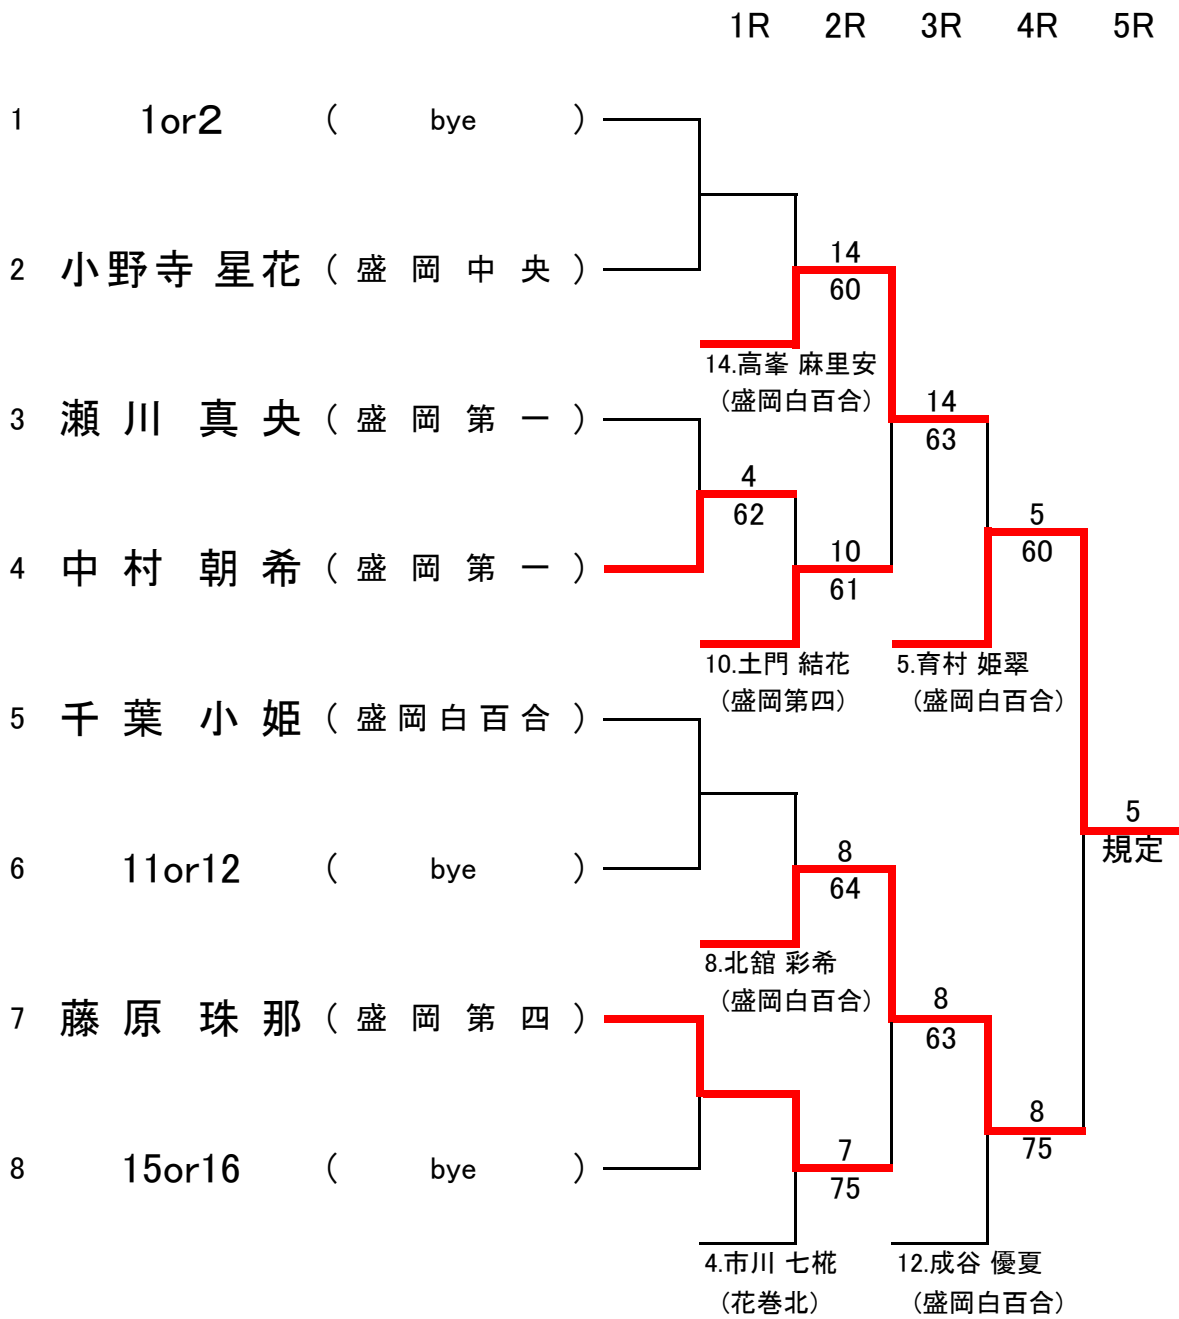 1R 2R 3R 4R 5R
1 1or2 ( bye )
2 小野寺 星花 ( 盛岡中央 )
14
60
14.高峯 麻里安
(盛岡白百合)
3 瀬川 真央 ( 盛岡第一 )
14
63
4
62
4 中村 朝希 ( 盛岡第一 )
10
61
5
60
10.土門 結花
(盛岡第四)
5.育村 姫翠
(盛岡白百合)
5 千葉 小姫 ( 盛岡白百合 )
5
規定
6 11or12 ( bye )
8
64
8.北舘 彩希
(盛岡白百合)
7 藤原 珠那 ( 盛岡第四 )
8
63
8
75
8 15or16 ( bye )
7
75
4.市川 七椛
(花巻北)
12.成谷 優夏
(盛岡白百合)